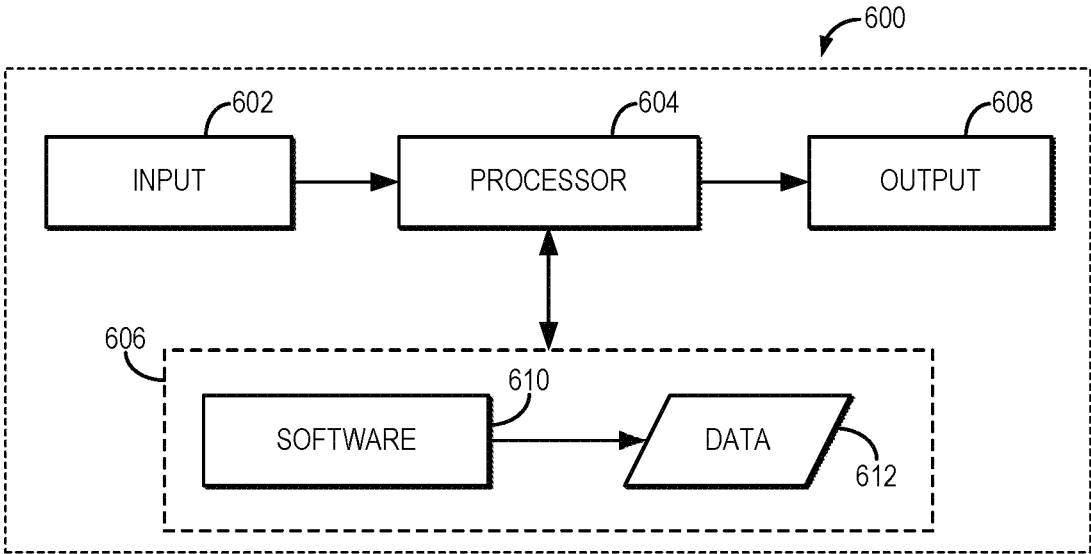 600
602
604
608
INPUT
PROCESSOR
OUTPUT
606
610
SOFTWARE
DATA
612